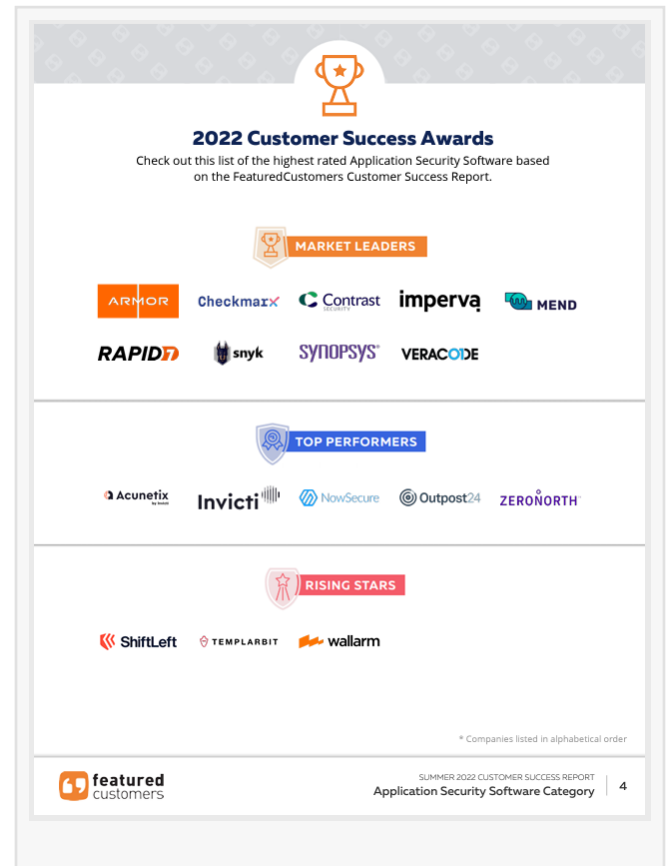 2022 Customer Success Awards
Check out this list of the highest rated Application Security Software based
on the FeaturedCustomers Customer Success Report.
MARKET LEADERS
ARMOR Checkmarx Contrast SECURITY imperva MEND
RAPID7 snyk SYNOPSYS® VERACODE
TOP PERFORMERS
Acunetix by Invicti Invicti NowSecure Outpost24 ZERONORTH
RISING STARS
ShiftLeft TEMPLARBIT wallarm
* Companies listed in alphabetical order
featured
customers
SUMMER 2022 CUSTOMER SUCCESS REPORT
Application Security Software Category 4